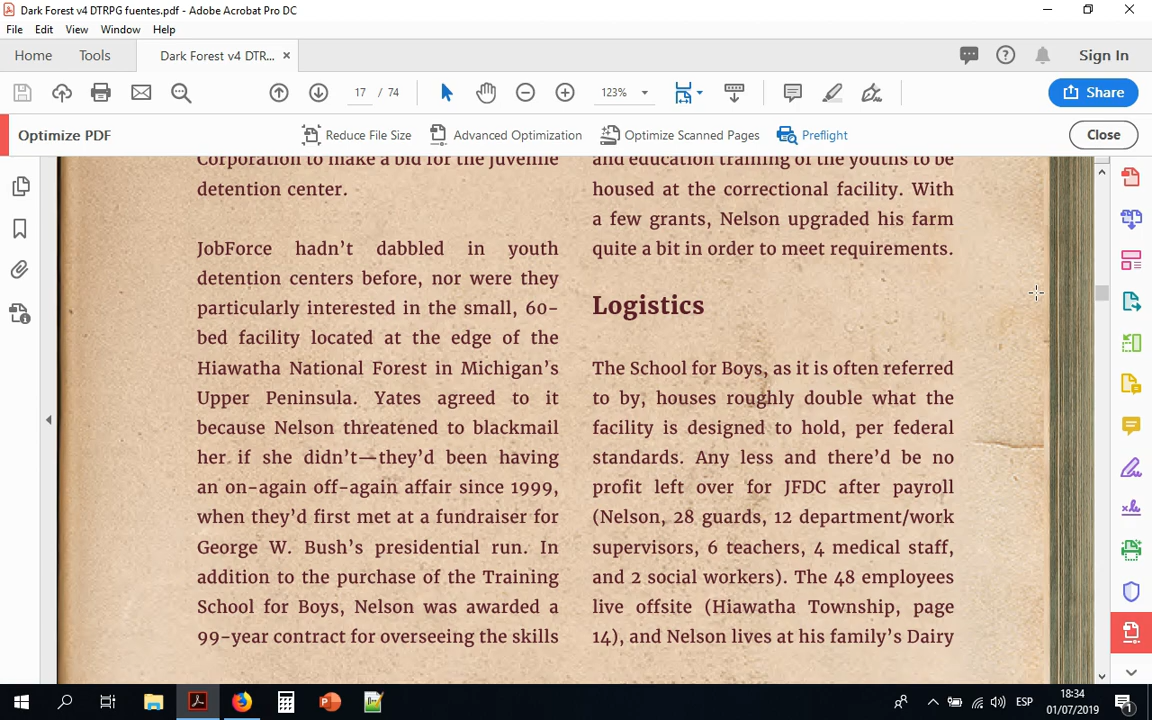 Dark Forest v4 DTRPG fuentes.pdf - Adobe Acrobat Pro DC
File Edit View Window Help
Home Tools Dark Forest v4 DTR... × Sign In
17 / 74 123% Share
Optimize PDF Reduce File Size Advanced Optimization Optimize Scanned Pages Preflight Close
Corporation to make a bid for the juvenile
detention center.
JobForce hadn't dabbled in youth
detention centers before, nor were they
particularly interested in the small, 60-
bed facility located at the edge of the
Hiawatha National Forest in Michigan's
Upper Peninsula. Yates agreed to it
because Nelson threatened to blackmail
her if she didn't—they'd been having
an on-again off-again affair since 1999,
when they'd first met at a fundraiser for
George W. Bush's presidential run. In
addition to the purchase of the Training
School for Boys, Nelson was awarded a
99-year contract for overseeing the skills
and education training of the youths to be
housed at the correctional facility. With
a few grants, Nelson upgraded his farm
quite a bit in order to meet requirements.
Logistics
The School for Boys, as it is often referred
to by, houses roughly double what the
facility is designed to hold, per federal
standards. Any less and there'd be no
profit left over for JFDC after payroll
(Nelson, 28 guards, 12 department/work
supervisors, 6 teachers, 4 medical staff,
and 2 social workers). The 48 employees
live offsite (Hiawatha Township, page
14), and Nelson lives at his family's Dairy
ESP
18:34
01/07/2019
1